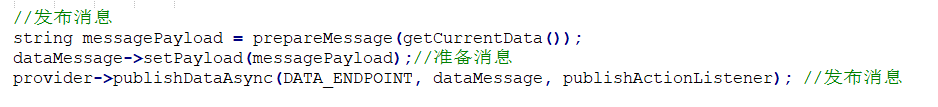 //发布消息
string messagePayload = prepareMessage(getCurrentData());
dataMessage->setPayload(messagePayload);//准备消息
provider->publishDataAsync(DATA_ENDPOINT, dataMessage, publishActionListener); //发布消息